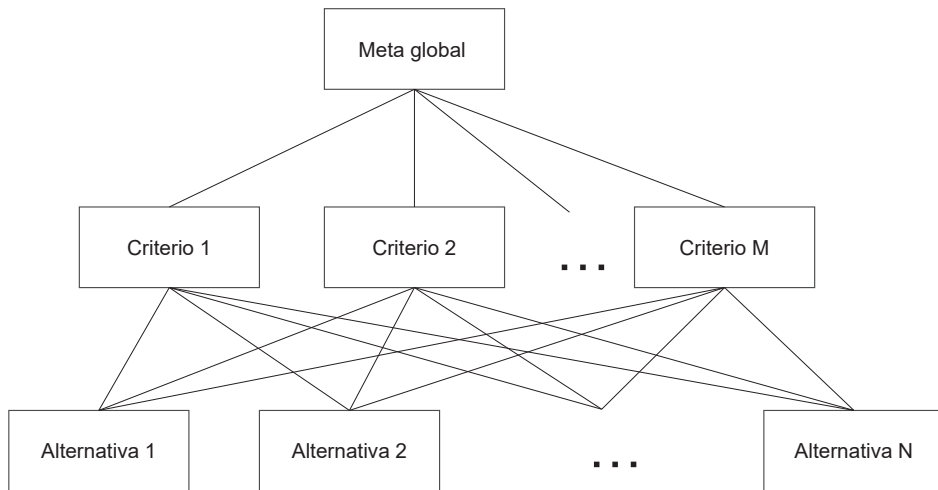 Meta global
Criterio 1
Criterio 2
...
Criterio M
Alternativa 1
Alternativa 2
...
Alternativa N